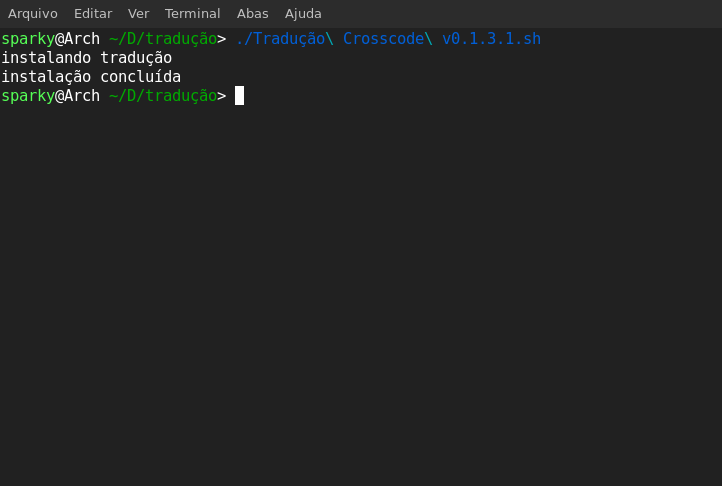 Arquivo Editar Ver Terminal Abas Ajuda
sparky@Arch ~/D/tradução> ./Tradução\ Crosscode\ v0.1.3.1.sh
instalando tradução
instalação concluída
sparky@Arch ~/D/tradução>